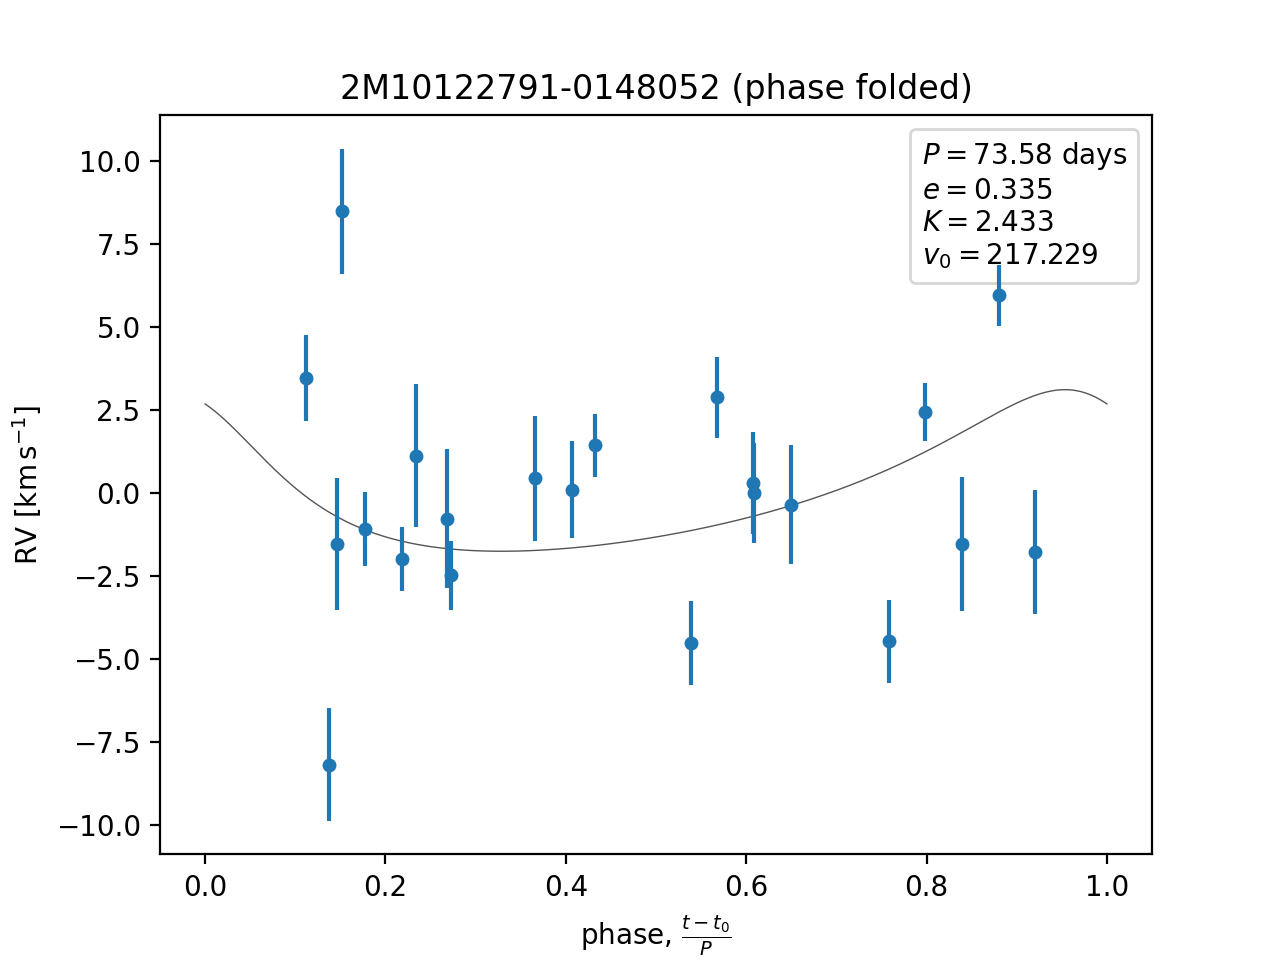 2M10122791-0148052 (phase folded)
P = 73.58 days
e = 0.335
K = 2.433
v₀ = 217.229
10.0
7.5
5.0
2.5
0.0
−2.5
−5.0
−7.5
−10.0
RV [km s⁻¹]
0.0 0.2 0.4 0.6 0.8 1.0
phase, (t − t₀)/P